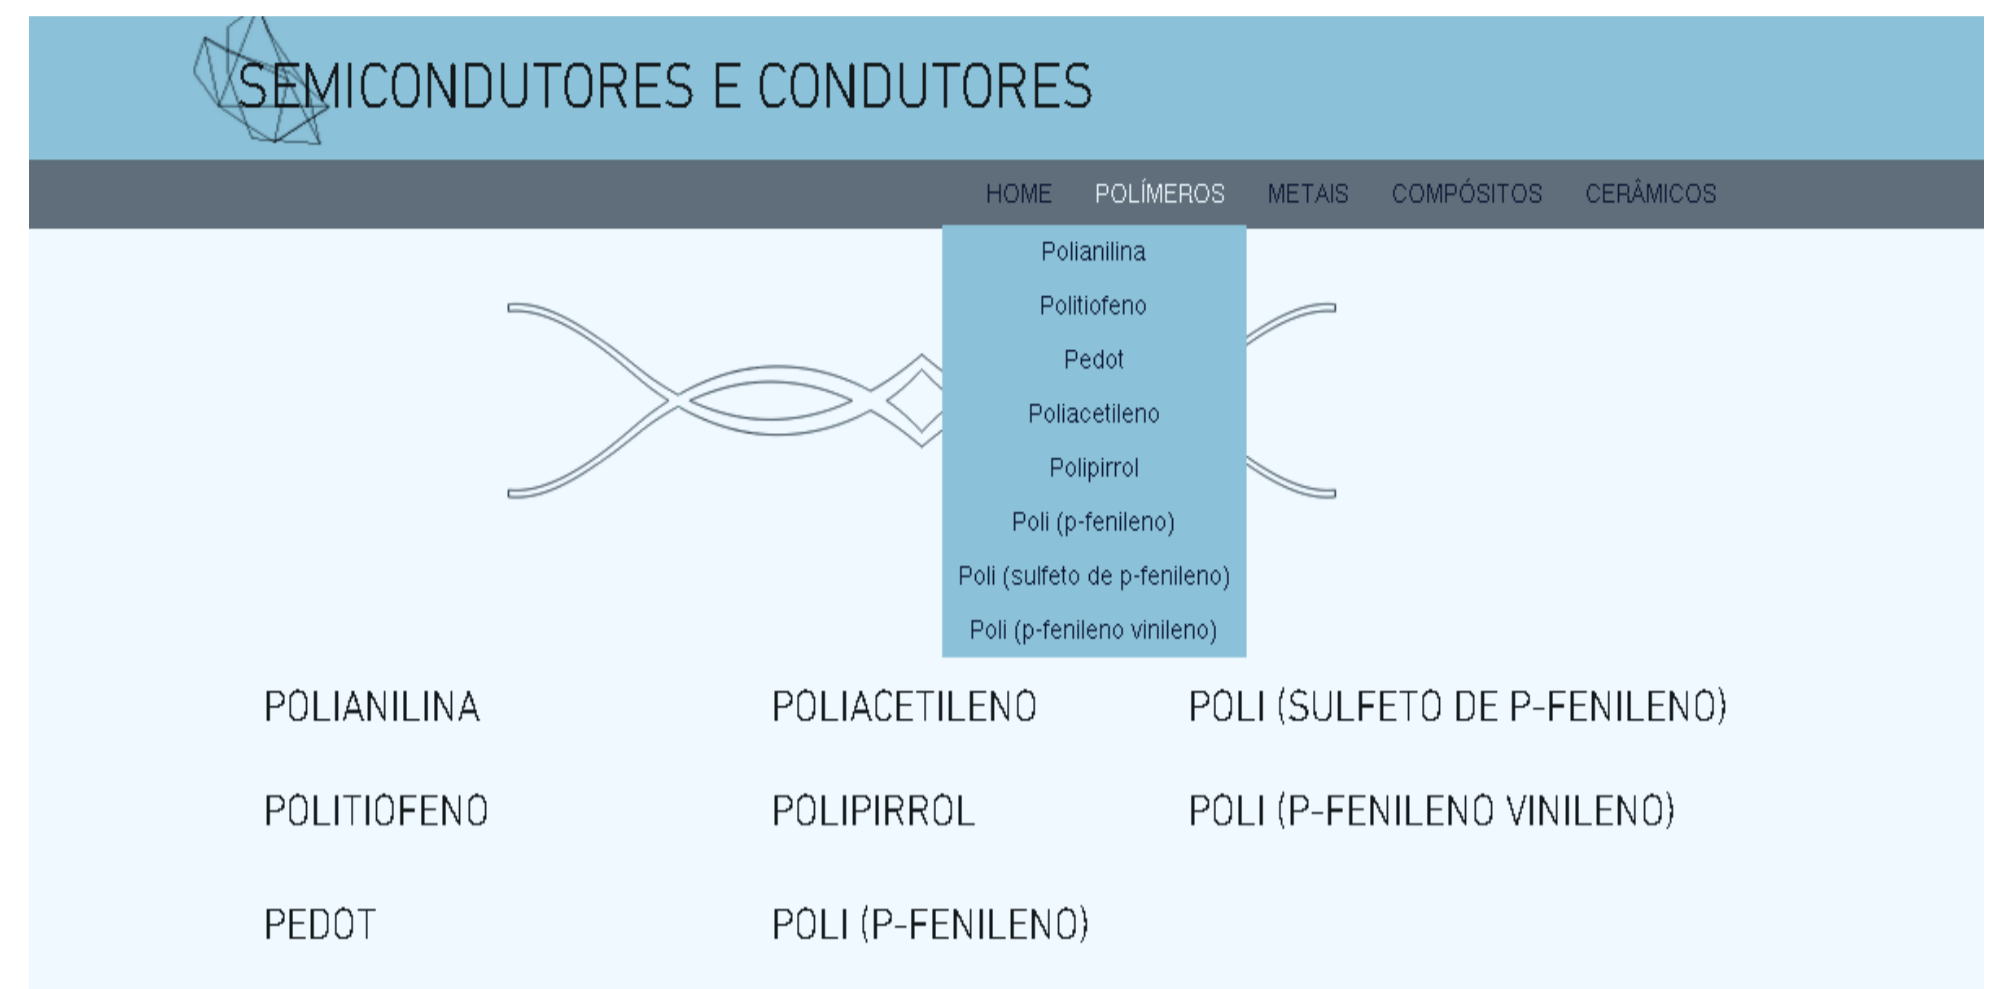 SEMICONDUTORES E CONDUTORES
HOME POLÍMEROS METAIS COMPÓSITOS CERÂMICOS
Polianilina
Politiofeno
Pedot
Poliacetileno
Polipirrol
Poli (p-fenileno)
Poli (sulfeto de p-fenileno)
Poli (p-fenileno vinileno)
POLIANILINA POLIACETILENO POLI (SULFETO DE P-FENILENO)
POLITIOFENO POLIPIRROL POLI (P-FENILENO VINILENO)
PEDOT POLI (P-FENILENO)